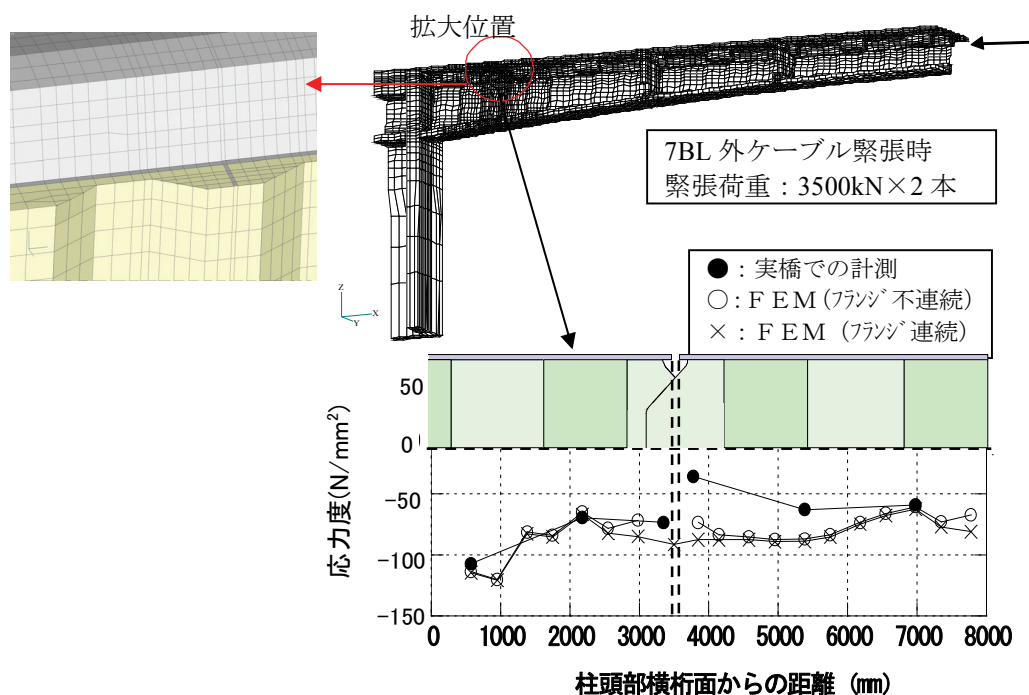 拡大位置
7BL 外ケーブル緊張時
緊張荷重：3500kN×2 本
●：実橋での計測
○：ＦＥＭ(フランジ不連続)
×：ＦＥＭ（フランジ連続）
Z
X
Y
応力度(N/mm²)
50
0
-50
-100
-150
0 1000 2000 3000 4000 5000 6000 7000 8000
柱頭部横桁面からの距離（mm）